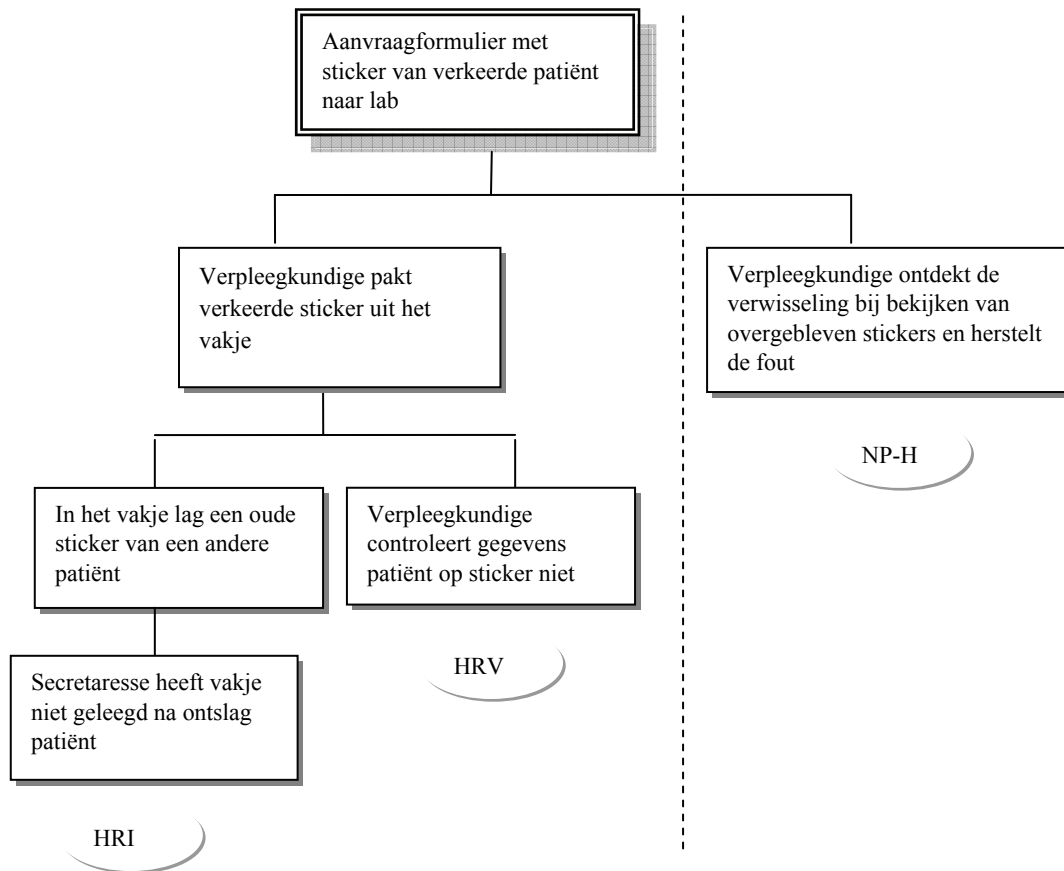 Aanvraagformulier met
sticker van verkeerde patiënt
naar lab
Verpleegkundige pakt
verkeerde sticker uit het
vakje
Verpleegkundige ontdekt de
verwisseling bij bekijken van
overgebleven stickers en herstelt
de fout
NP-H
In het vakje lag een oude
sticker van een andere
patiënt
Verpleegkundige
controleert gegevens
patiënt op sticker niet
HRV
Secretaresse heeft vakje
niet geleegd na ontslag
patiënt
HRI